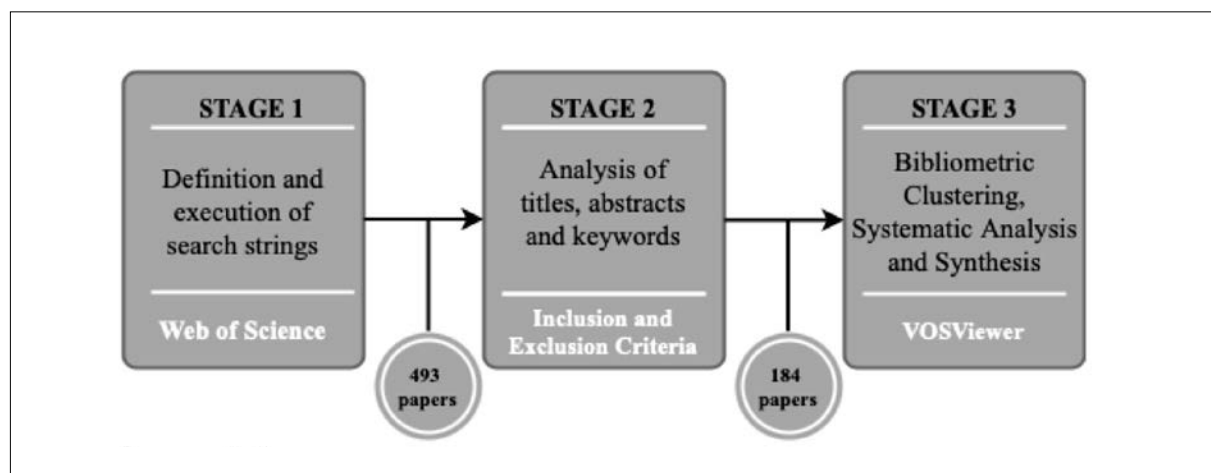 STAGE 1
Definition and
execution of
search strings
Web of Science
493
papers
STAGE 2
Analysis of
titles, abstracts
and keywords
Inclusion and
Exclusion Criteria
184
papers
STAGE 3
Bibliometric
Clustering,
Systematic Analysis
and Synthesis
VOSViewer